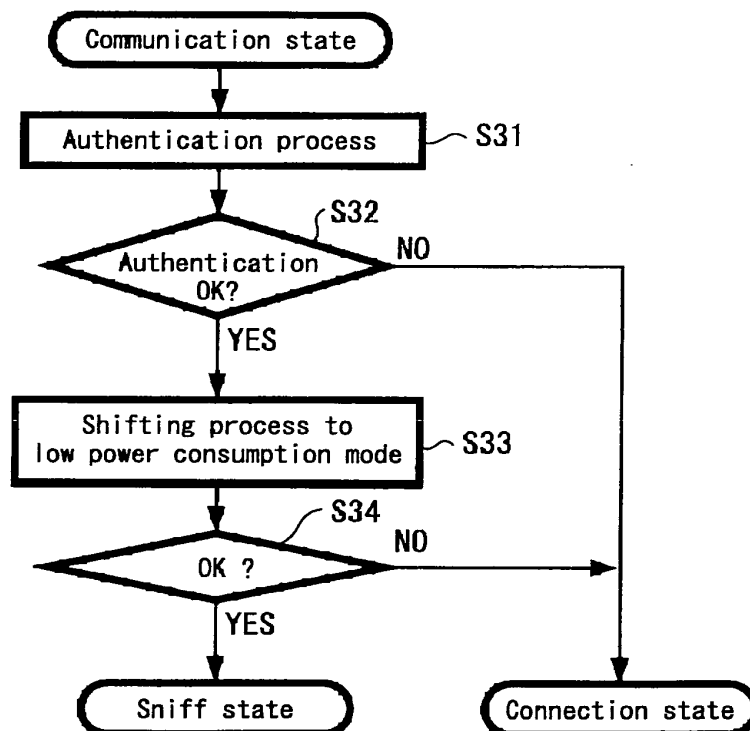 Communication state
Authentication process
S31
S32
Authentication
OK?
NO
YES
Shifting process to
low power consumption mode
S33
S34
OK ?
NO
YES
Sniff state
Connection state